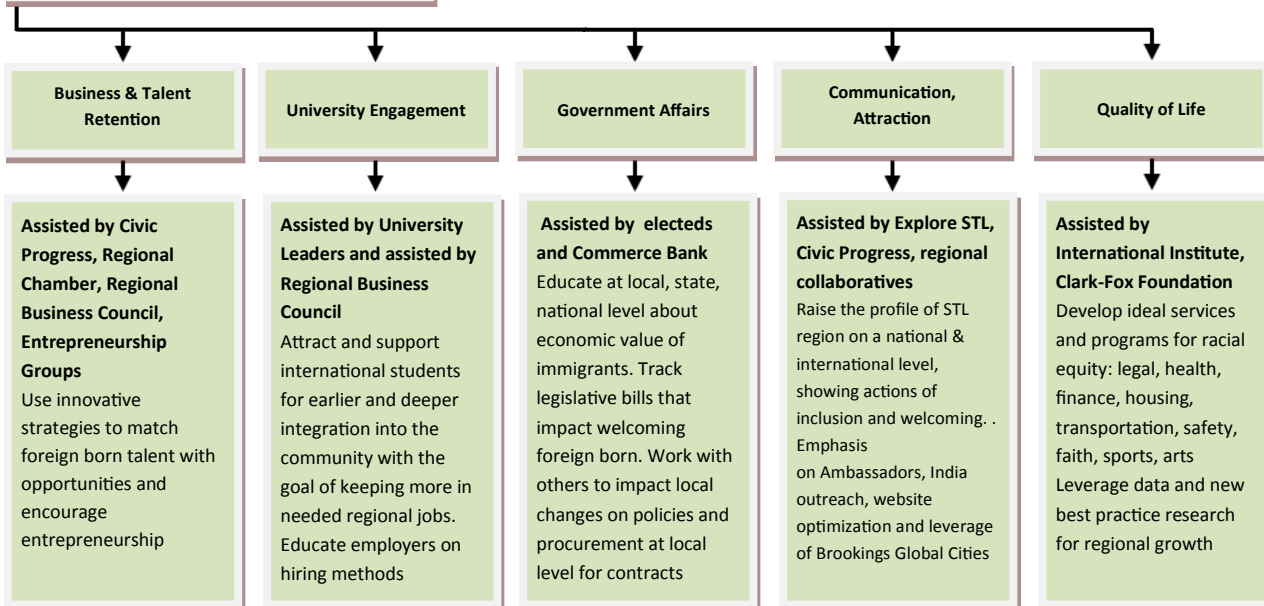 Business & Talent
Retention
University Engagement
Government Affairs
Communication,
Attraction
Quality of Life
Assisted by Civic
Progress, Regional
Chamber, Regional
Business Council,
Entrepreneurship
Groups
Use innovative
strategies to match
foreign born talent with
opportunities and
encourage
entrepreneurship
Assisted by University
Leaders and assisted by
Regional Business
Council
Attract and support
international students
for earlier and deeper
integration into the
community with the
goal of keeping more in
needed regional jobs.
Educate employers on
hiring methods
Assisted by  electeds
and Commerce Bank
Educate at local, state,
national level about
economic value of
immigrants. Track
legislative bills that
impact welcoming
foreign born. Work with
others to impact local
changes on policies and
procurement at local
level for contracts
Assisted by Explore STL,
Civic Progress, regional
collaboratives
Raise the profile of STL
region on a national &
international level,
showing actions of
inclusion and welcoming. .
Emphasis
on Ambassadors, India
outreach, website
optimization and leverage
of Brookings Global Cities
Assisted by
International Institute,
Clark-Fox Foundation
Develop ideal services
and programs for racial
equity: legal, health,
finance, housing,
transportation, safety,
faith, sports, arts
Leverage data and new
best practice research
for regional growth